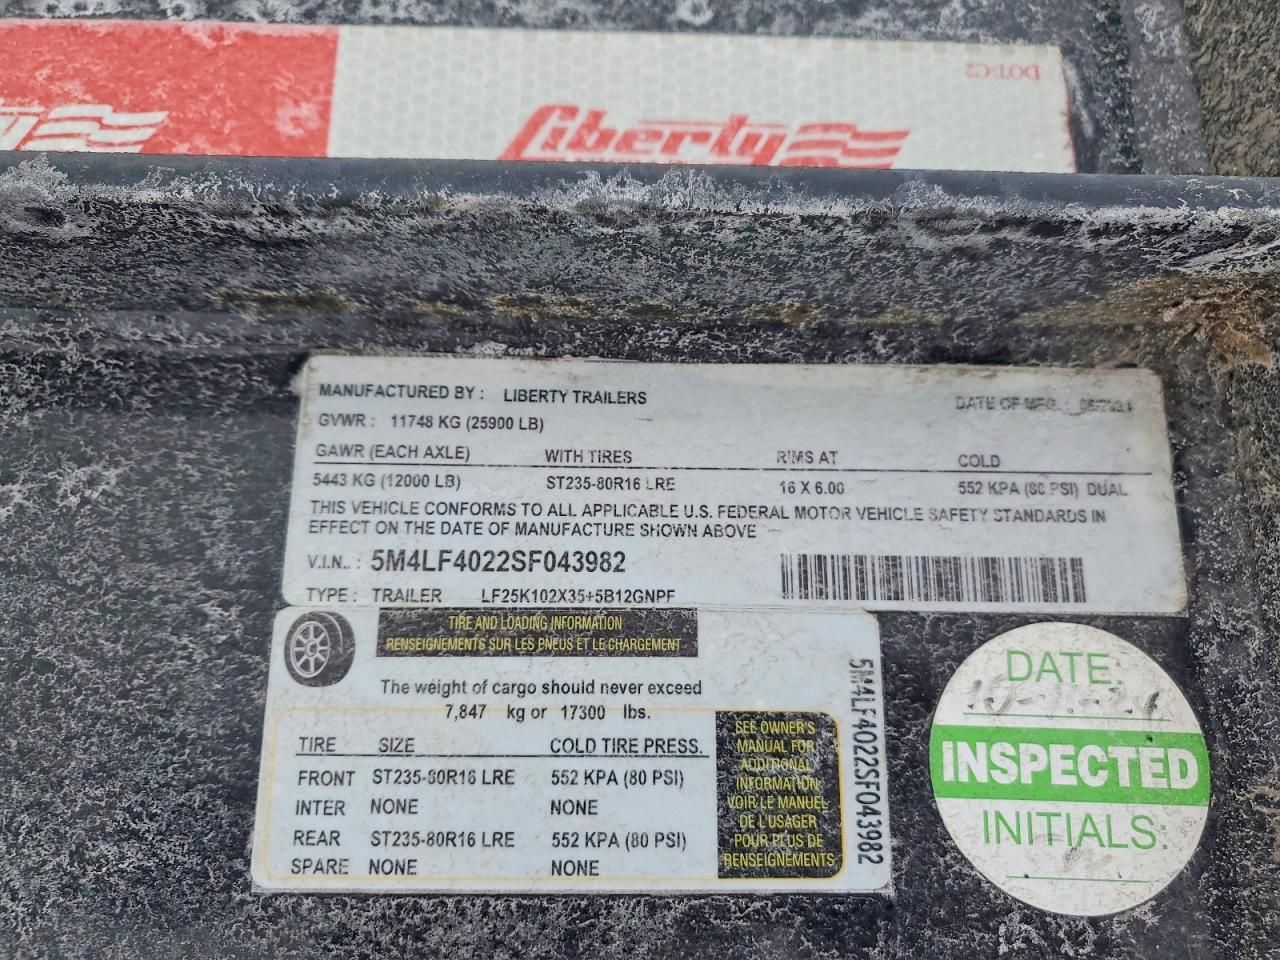 DOT-C2
Liberty
MANUFACTURED BY : LIBERTY TRAILERS
DATE OF MFG. :
GVWR : 11748 KG (25900 LB)
GAWR (EACH AXLE) WITH TIRES RIMS AT COLD
5443 KG (12000 LB) ST235-80R16 LRE 16 X 6.00 552 KPA (80 PSI) DUAL
THIS VEHICLE CONFORMS TO ALL APPLICABLE U.S. FEDERAL MOTOR VEHICLE SAFETY STANDARDS IN
EFFECT ON THE DATE OF MANUFACTURE SHOWN ABOVE
V.I.N.. : 5M4LF4022SF043982
TYPE : TRAILER LF25K102X35+5B12GNPF
TIRE AND LOADING INFORMATION
RENSEIGNEMENTS SUR LES PNEUS ET LE CHARGEMENT
The weight of cargo should never exceed
7,847 kg or 17300 lbs.
TIRE SIZE COLD TIRE PRESS.
FRONT ST235-80R16 LRE 552 KPA (80 PSI)
INTER NONE NONE
REAR ST235-80R16 LRE 552 KPA (80 PSI)
SPARE NONE NONE
SEE OWNER'S
MANUAL FOR
ADDITIONAL
INFORMATION
VOIR LE MANUEL
DE L'USAGER
POUR PLUS DE
RENSEIGNEMENTS
5M4LF4022SF043982
DATE:
INSPECTED
INITIALS: